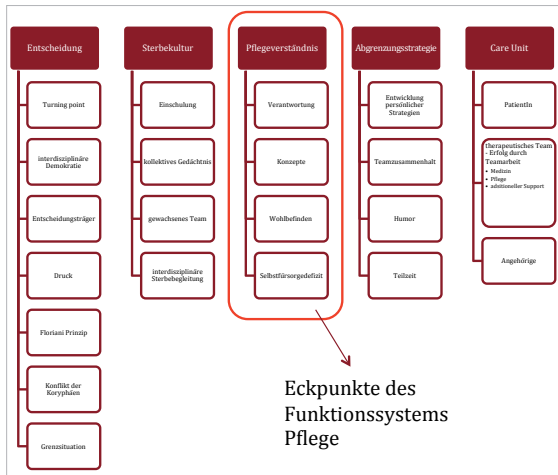 Entscheidung
Turning point
interdisziplinäre
Demokratie
Entscheidungsträger
Druck
Floriani Prinzip
Konflikt der
Koryphäen
Grenzsituation
Sterbekultur
Einschulung
kollektives Gedächtnis
gewachsenes Team
interdisziplinäre
Sterbebegleitung
Pflegeverständnis
Verantwortung
Konzepte
Wohlbefinden
Selbstfürsorgedefizit
Abgrenzungsstrategie
Entwicklung
persönlicher
Strategien
Teamzusammenhalt
Humor
Teilzeit
Care Unit
PatientIn
therapeutisches Team
- Erfolg durch
Teamarbeit
• Medizin
• Pflege
• additioneller Support
Angehörige
Eckpunkte des
Funktionssystems
Pflege